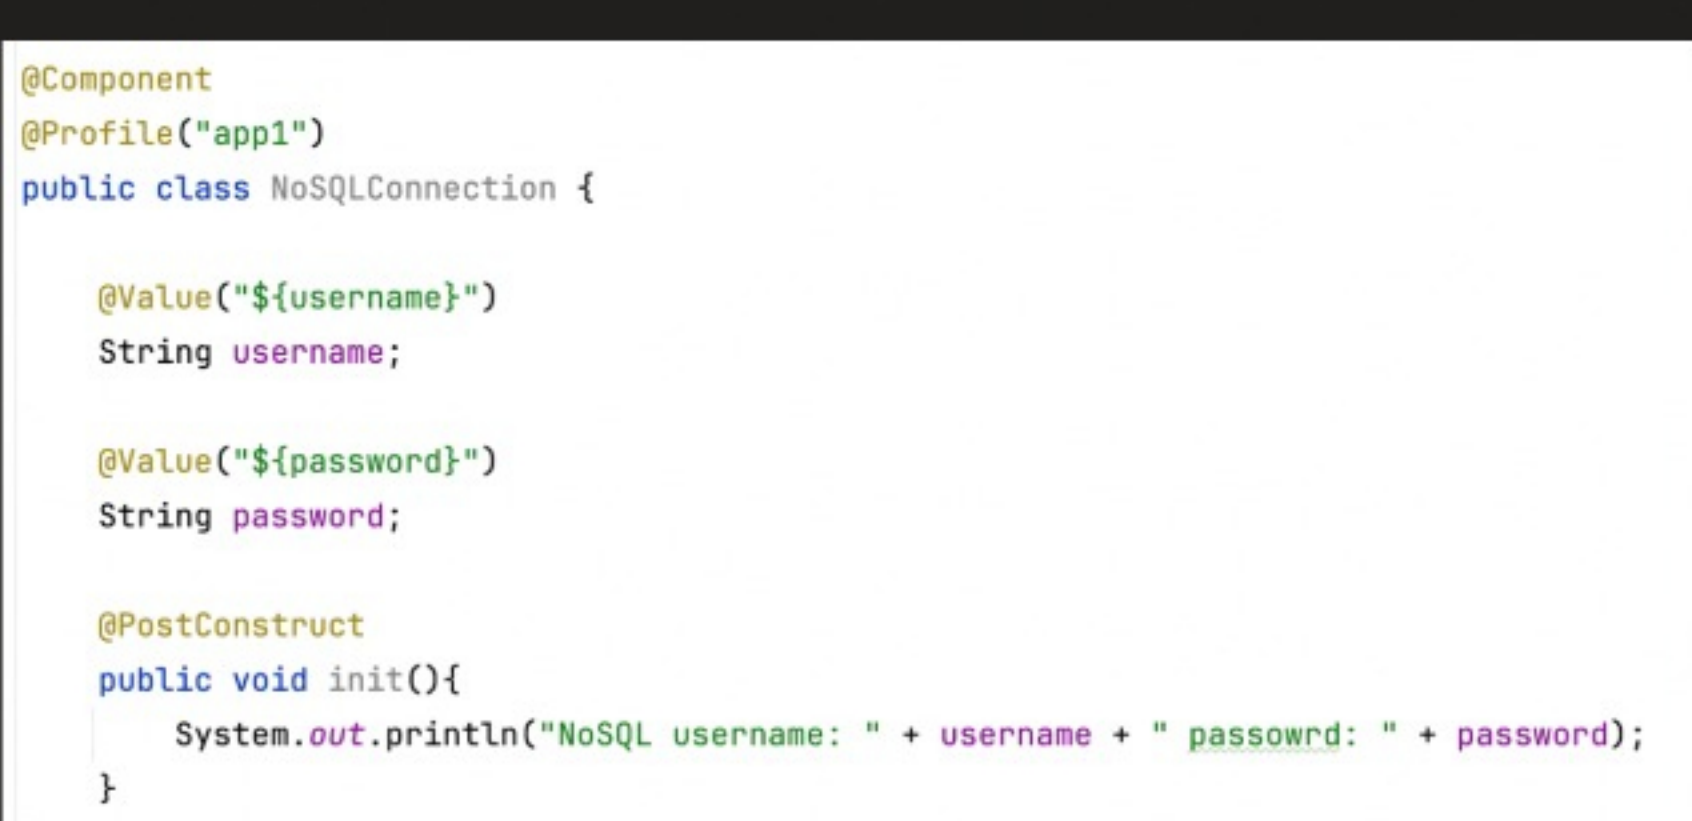 @Component
@Profile("app1")
public class NoSQLConnection {
@Value("${username}")
String username;
@Value("${password}")
String password;
@PostConstruct
public void init(){
System.out.println("NoSQL username: " + username + " passowrd: " + password);
}